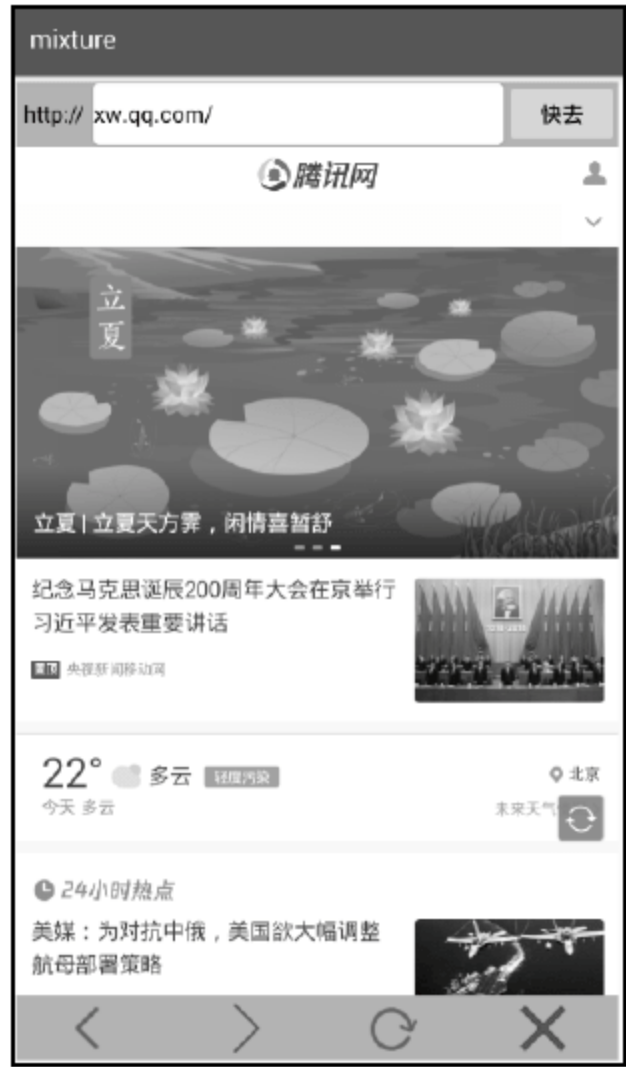 mixture
http://
xw.qq.com/
快去
腾讯网
立
夏
立夏 | 立夏天方霁，闲情喜暂舒
纪念马克思诞辰200周年大会在京举行
习近平发表重要讲话
央视新闻移动网
22° 多云 轻度污染
北京
今天 多云
未来天气
24小时热点
美媒：为对抗中俄，美国欲大幅调整
航母部署策略